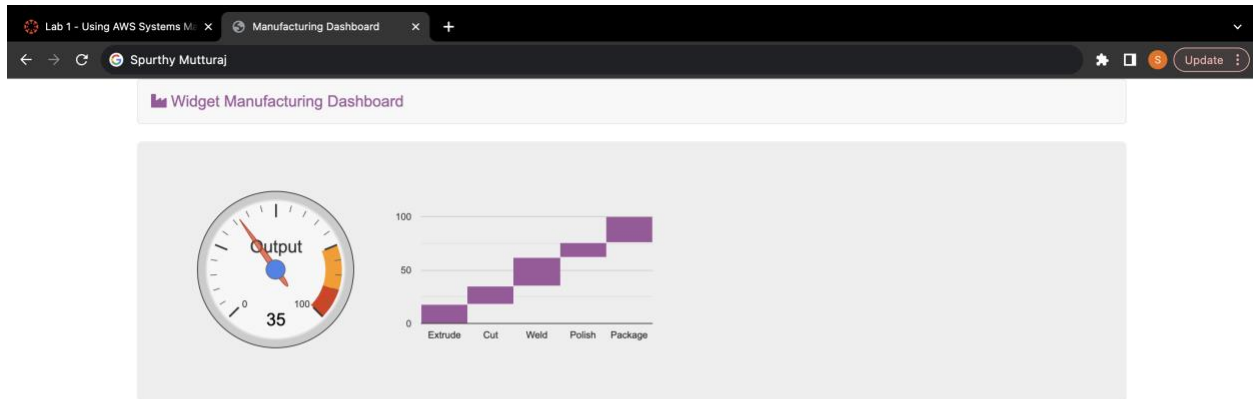 Lab 1 - Using AWS Systems Ma
Manufacturing Dashboard
Spurthy Mutturaj
S
Update
Widget Manufacturing Dashboard
Output
0
100
35
100
50
0
Extrude Cut Weld Polish Package